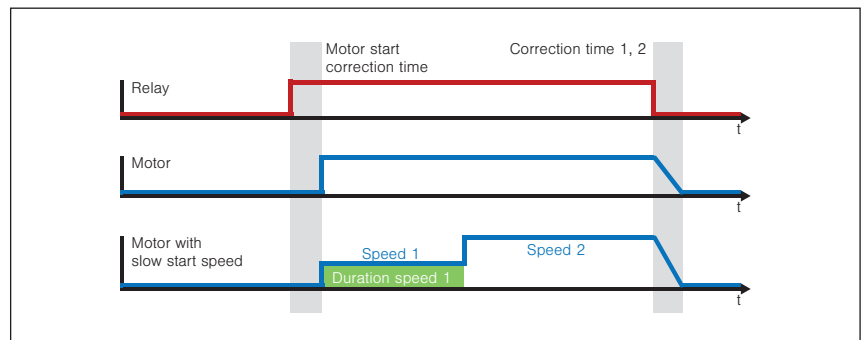 Motor start
correction time
Correction time 1, 2
Relay
t
Motor
t
Motor with
slow start speed
Speed 1
Speed 2
Duration speed 1
t